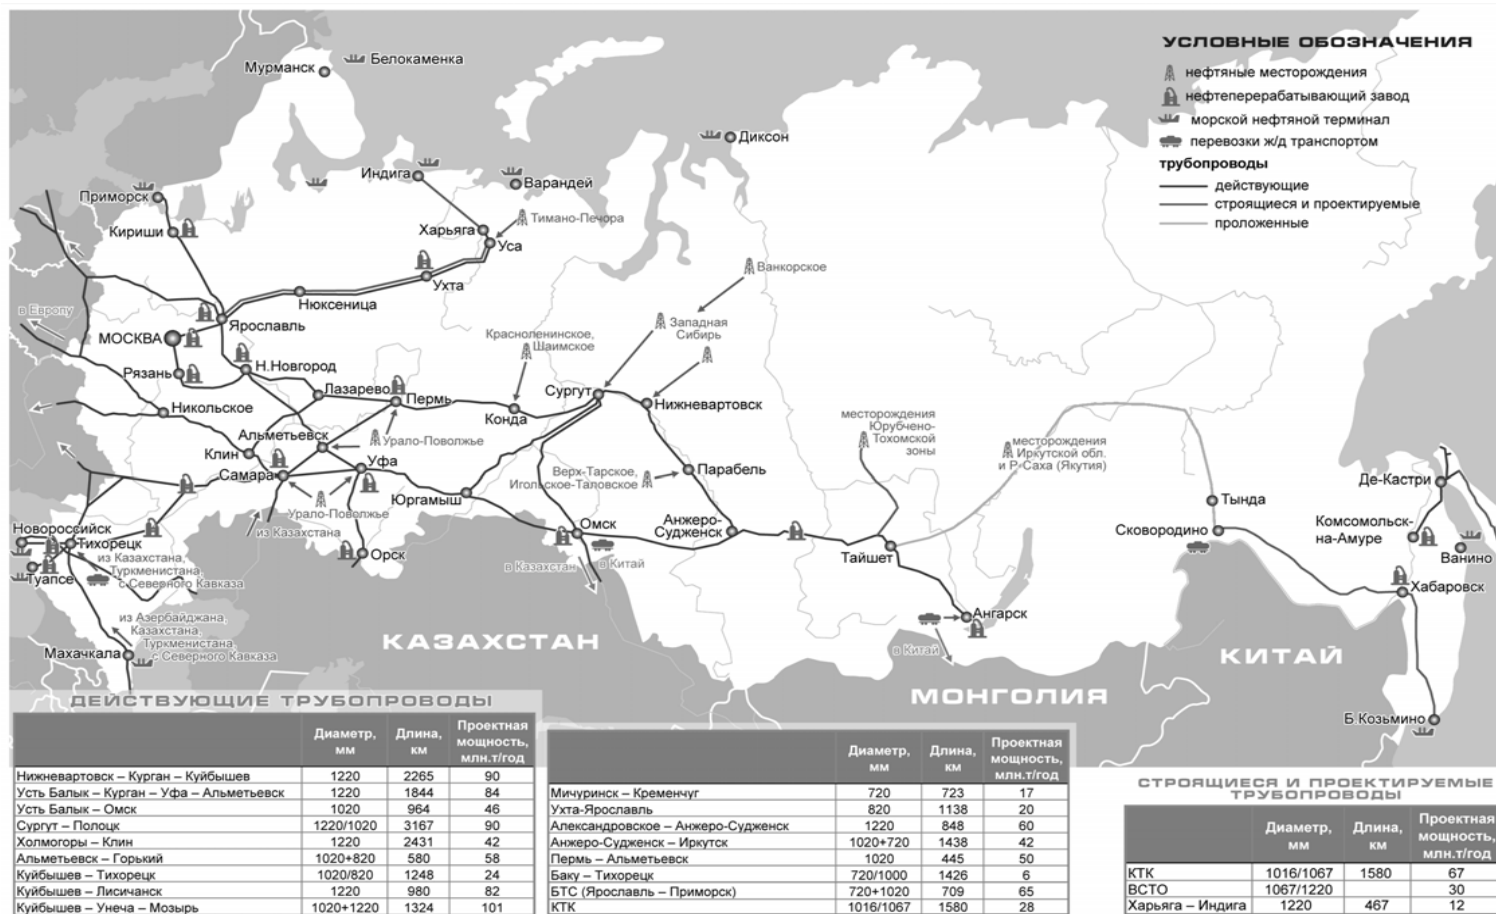 УСЛОВНЫЕ ОБОЗНАЧЕНИЯ
нефтяные месторождения
нефтеперерабатывающий завод
морской нефтяной терминал
перевозки ж/д транспортом
трубопроводы
действующие
строящиеся и проектируемые
проложенные
Мурманск
Белокаменка
Диксон
Индига
Варандей
Приморск
Кириши
Харьяга
Тимано-Печора
Уса
Ухта
Ванкорское
Нюксеница
в Европу
Ярославль
МОСКВА
Красноленинское,
Шаимское
Западная
Сибирь
Рязань
Н.Новгород
Лазарево
Пермь
Сургут
Нижневартовск
Никольское
Конда
Альметьевск
Урало-Поволжье
месторождения
Юрубчено-
Тохомской
зоны
месторождения
Иркутской обл.
и Р-Саха (Якутия)
Клин
Самара
Уфа
Верх-Тарское,
Игольское-Таловское
Парабель
Юргамыш
Урало-Поволжье
из Казахстана
Де-Кастри
Тында
Новороссийск
Тихорецк
Омск
Анжеро-
Судженск
Сковородино
Комсомольск-
на-Амуре
из Казахстана,
Туркменистана,
с Северного Кавказа
Орск
в Казахстан
в Китай
Тайшет
Ванино
Туапсе
Хабаровск
из Азербайджана,
Казахстана,
Туркменистана,
с Северного Кавказа
Ангарск
в Китай
Махачкала
КАЗАХСТАН
КИТАЙ
МОНГОЛИЯ
Б.Козьмино
ДЕЙСТВУЮЩИЕ ТРУБОПРОВОДЫ
Диаметр, мм Длина, км Проектная мощность, млн.т/год
Нижневартовск – Курган – Куйбышев 1220 2265 90
Усть Балык – Курган – Уфа – Альметьевск 1220 1844 84
Усть Балык – Омск 1020 964 46
Сургут – Полоцк 1220/1020 3167 90
Холмогоры – Клин 1220 2431 42
Альметьевск – Горький 1020+820 580 58
Куйбышев – Тихорецк 1020/820 1248 24
Куйбышев – Лисичанск 1220 980 82
Куйбышев – Унеча – Мозырь 1020+1220 1324 101
Диаметр, мм Длина, км Проектная мощность, млн.т/год
Мичуринск – Кременчуг 720 723 17
Ухта-Ярославль 820 1138 20
Александровское – Анжеро-Судженск 1220 848 60
Анжеро-Судженск – Иркутск 1020+720 1438 42
Пермь – Альметьевск 1020 445 50
Баку – Тихорецк 720/1000 1426 6
БТС (Ярославль – Приморск) 720+1020 709 65
КТК 1016/1067 1580 28
СТРОЯЩИЕСЯ И ПРОЕКТИРУЕМЫЕ
ТРУБОПРОВОДЫ
Диаметр, мм Длина, км Проектная мощность, млн.т/год
КТК 1016/1067 1580 67
ВСТО 1067/1220 30
Харьяга – Индига 1220 467 12